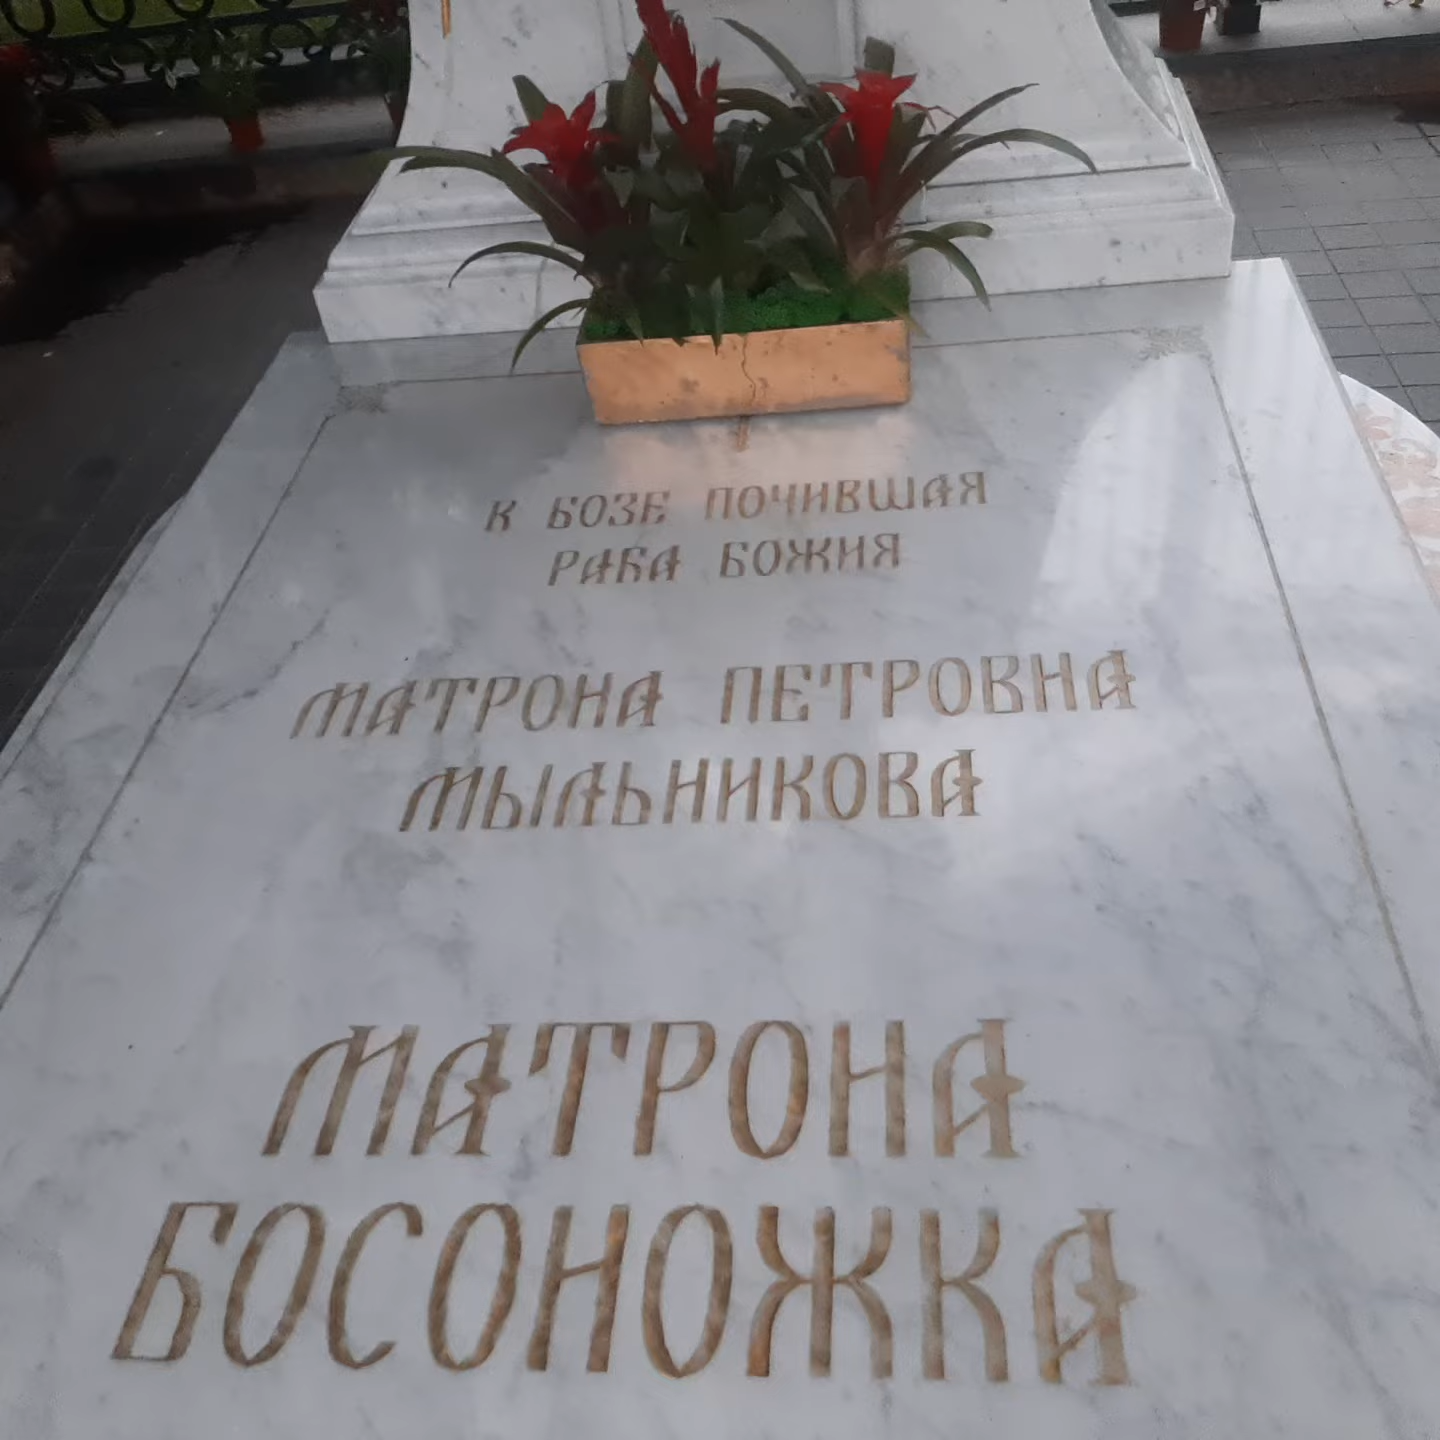 К БОЗЕ ПОЧИВШАЯ
РАБА БОЖИЯ
МАТРОНА ПЕТРОВНА
МЫЛЬНИКОВА
МАТРОНА
БОСОНОЖКА